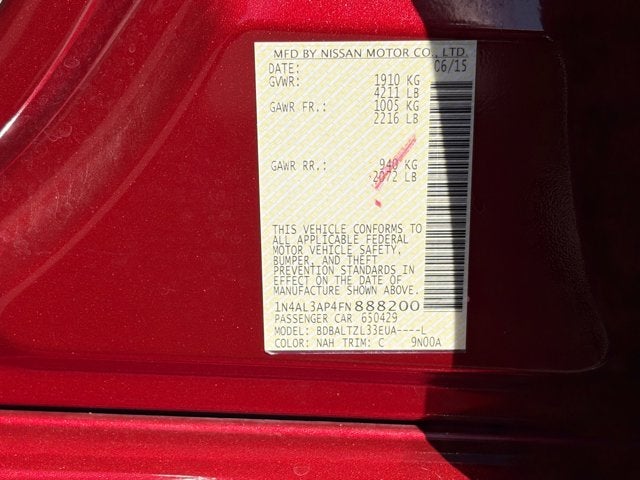 MFD BY NISSAN MOTOR CO., LTD.
DATE: 06/15
GVWR: 1910 KG
4211 LB
GAWR FR.: 1005 KG
2216 LB
GAWR RR.: 940 KG
2072 LB
THIS VEHICLE CONFORMS TO
ALL APPLICABLE FEDERAL
MOTOR VEHICLE SAFETY,
BUMPER, AND THEFT
PREVENTION STANDARDS IN
EFFECT ON THE DATE OF
MANUFACTURE SHOWN ABOVE.
1N4AL3AP4FN888200
PASSENGER CAR 650429
MODEL: BDBALTZL33EUA----L
COLOR: NAH TRIM: C 9N00A